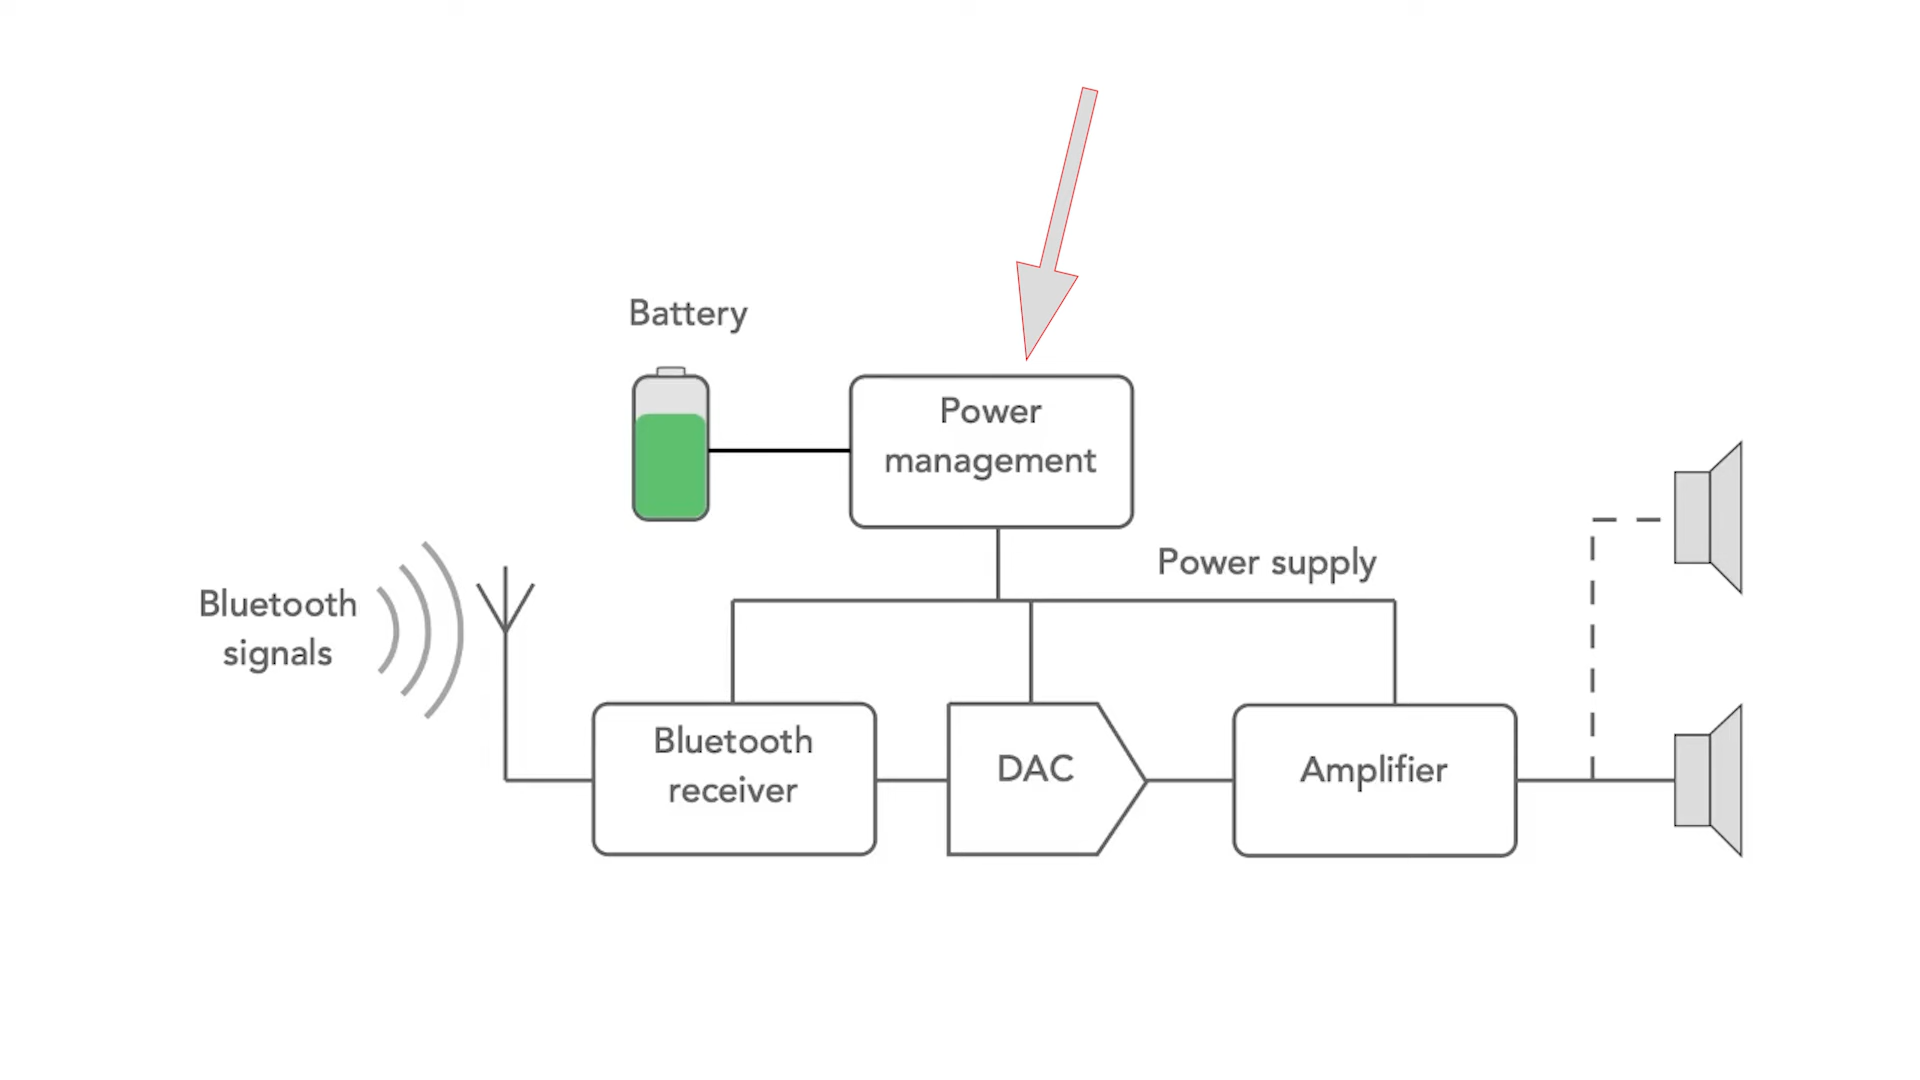 Battery
Power
management
Power supply
Bluetooth
signals
Bluetooth
receiver
DAC
Amplifier